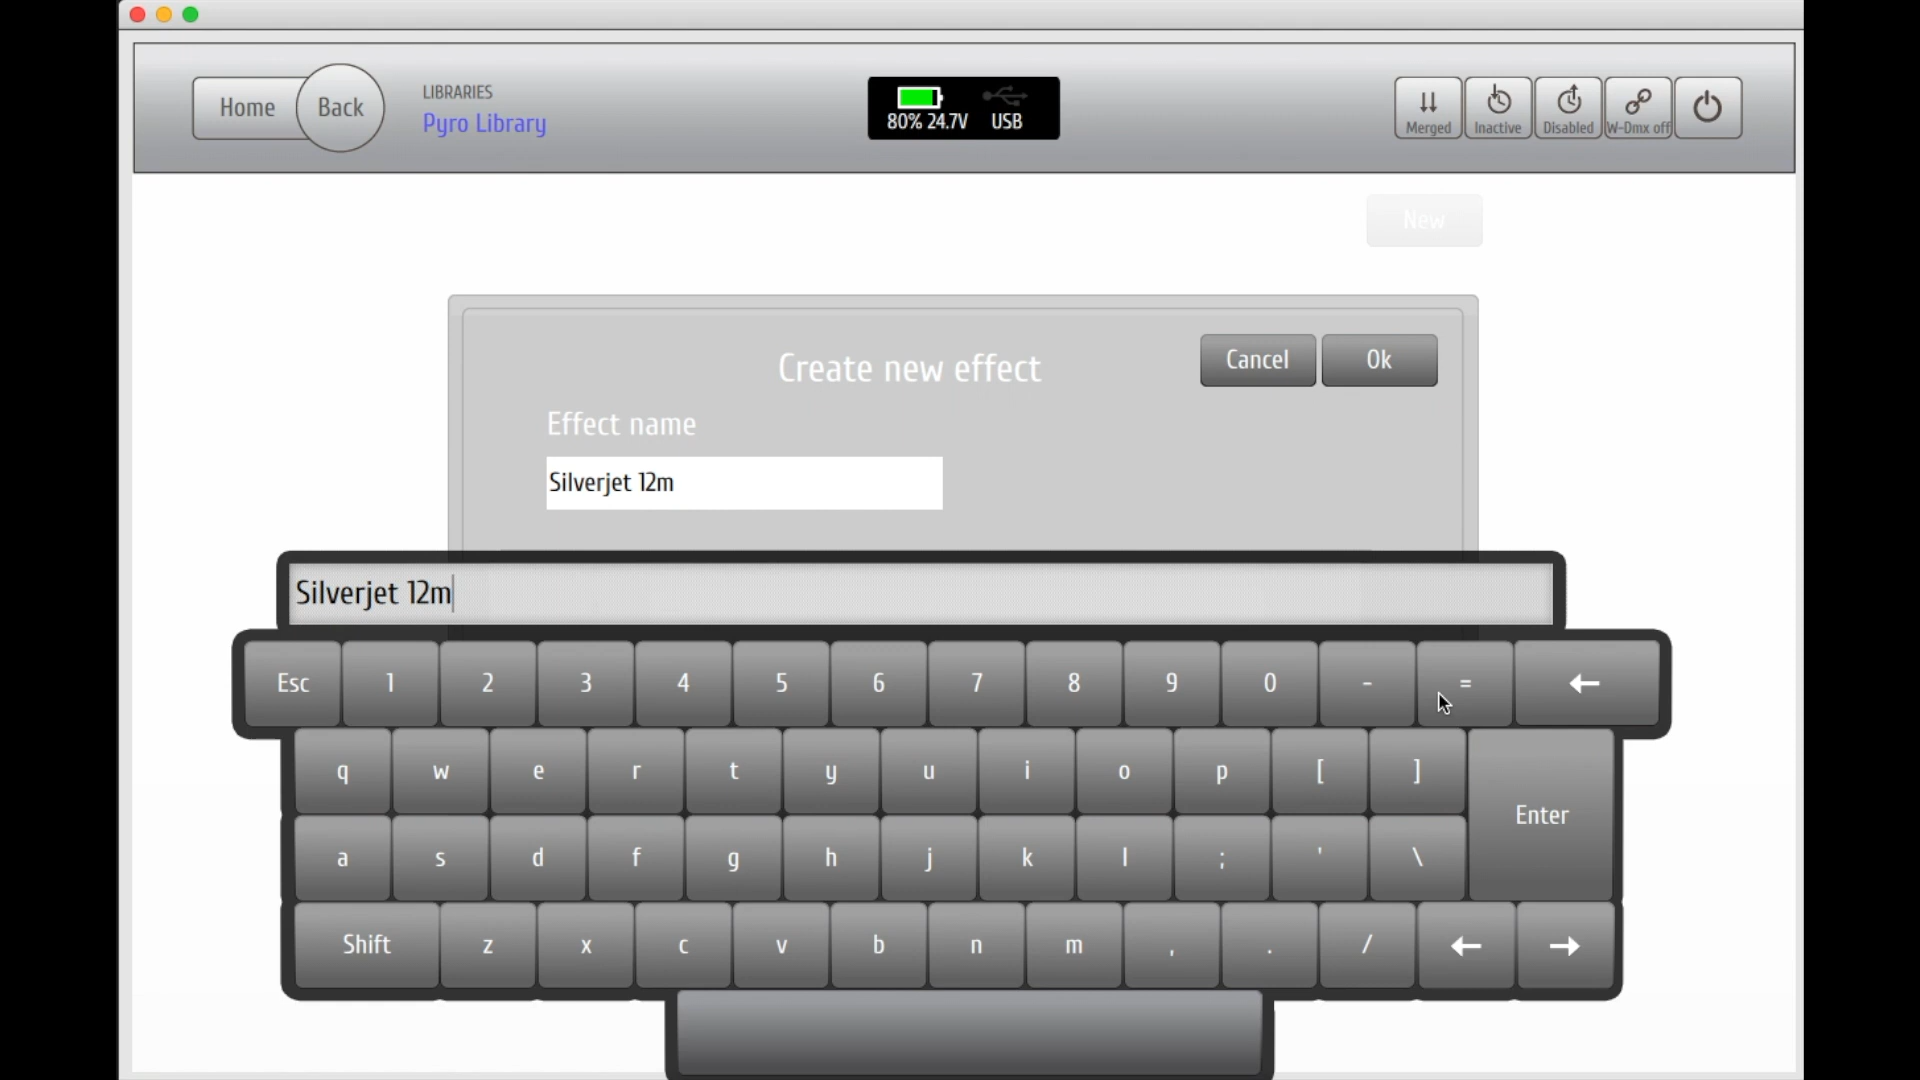 Home Back
LIBRARIES
Pyro Library
80% 24.7V USB
Merged Inactive Disabled W-Dmx off
New
Create new effect
Cancel Ok
Effect name
Silverjet 12m
Silverjet 12m
Esc 1 2 3 4 5 6 7 8 9 0 - =
q w e r t y u i o p [ ]
Enter
a s d f g h j k l ; ' \
Shift z x c v b n m , . /